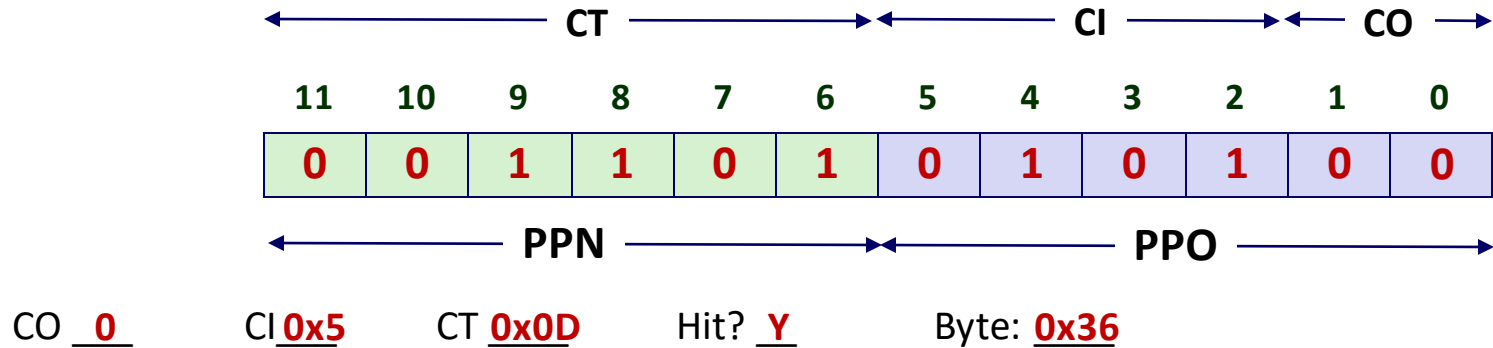 CT CI CO
11 10 9 8 7 6 5 4 3 2 1 0
0 0 1 1 0 1 0 1 0 1 0 0
PPN PPO
CO 0 CI 0x5 CT 0x0D Hit? Y Byte: 0x36